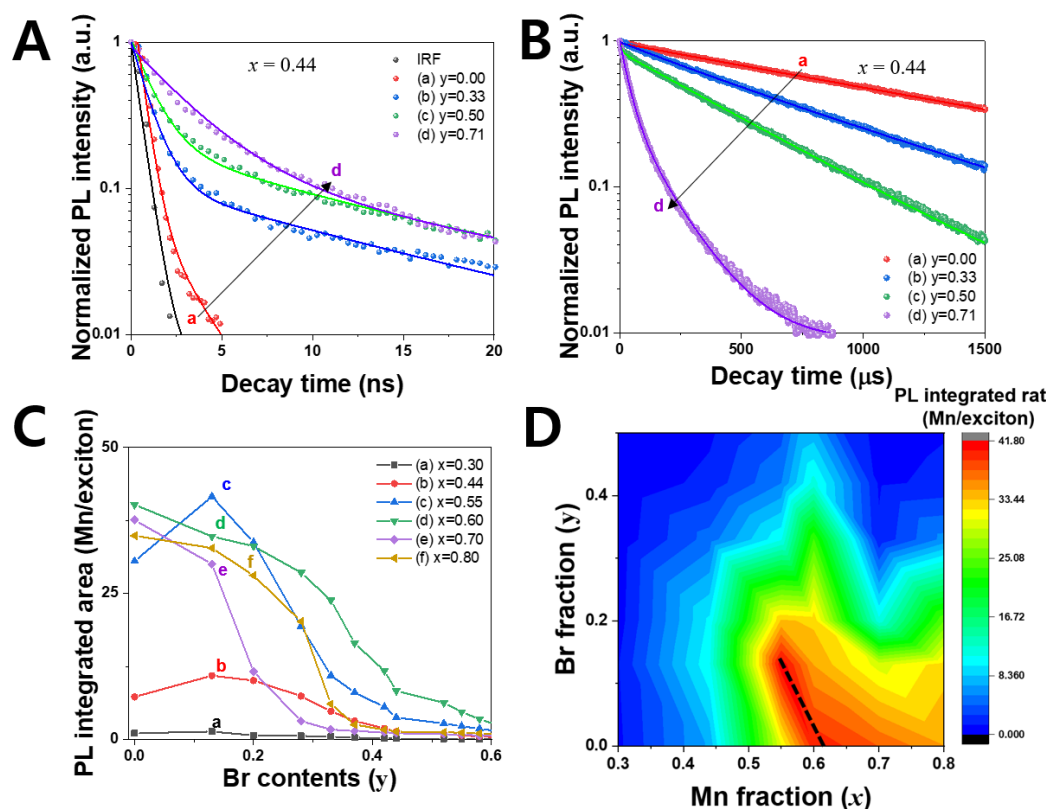 A
Normalized PL intensity (a.u.)
1
0.1
0.01
x = 0.44
IRF
(a) y=0.00
(b) y=0.33
(c) y=0.50
(d) y=0.71
d
a
0 5 10 15 20
Decay time (ns)
B
Normalized PL intensity (a.u.)
1
0.1
0.01
a
x = 0.44
d
(a) y=0.00
(b) y=0.33
(c) y=0.50
(d) y=0.71
0 500 1000 1500
Decay time (μs)
C
PL integrated area (Mn/exciton)
50
25
0
c
d
f
e
b
a
(a) x=0.30
(b) x=0.44
(c) x=0.55
(d) x=0.60
(e) x=0.70
(f) x=0.80
0.0 0.2 0.4 0.6
Br contents (y)
D
PL integrated rat
(Mn/exciton)
41.80
33.44
25.08
16.72
8.360
0.000
Br fraction (y)
0.4
0.2
0.0
0.3 0.4 0.5 0.6 0.7 0.8
Mn fraction (x)